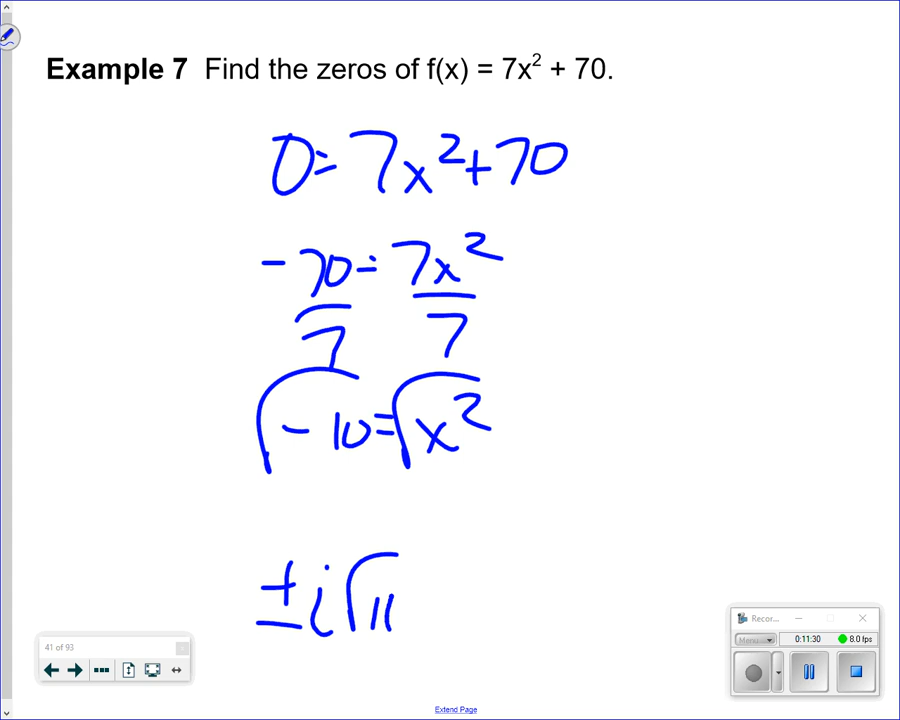 Example 7 Find the zeros of f(x) = 7x² + 70.
0=7x²+70
-70=7x²
7 7
√-10=√x²
±i√11
41 of 93
Recor...
Menu
0:11:30 8.0 fps
Extend Page